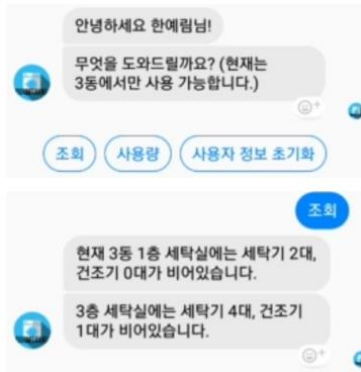 안녕하세요 한예림님!
무엇을 도와드릴까요? (현재는
3동에서만 사용 가능합니다.)
조회
사용량
사용자 정보 초기화
조회
현재 3동 1층 세탁실에는 세탁기 2대,
건조기 0대가 비어있습니다.
3층 세탁실에는 세탁기 4대, 건조기
1대가 비어있습니다.